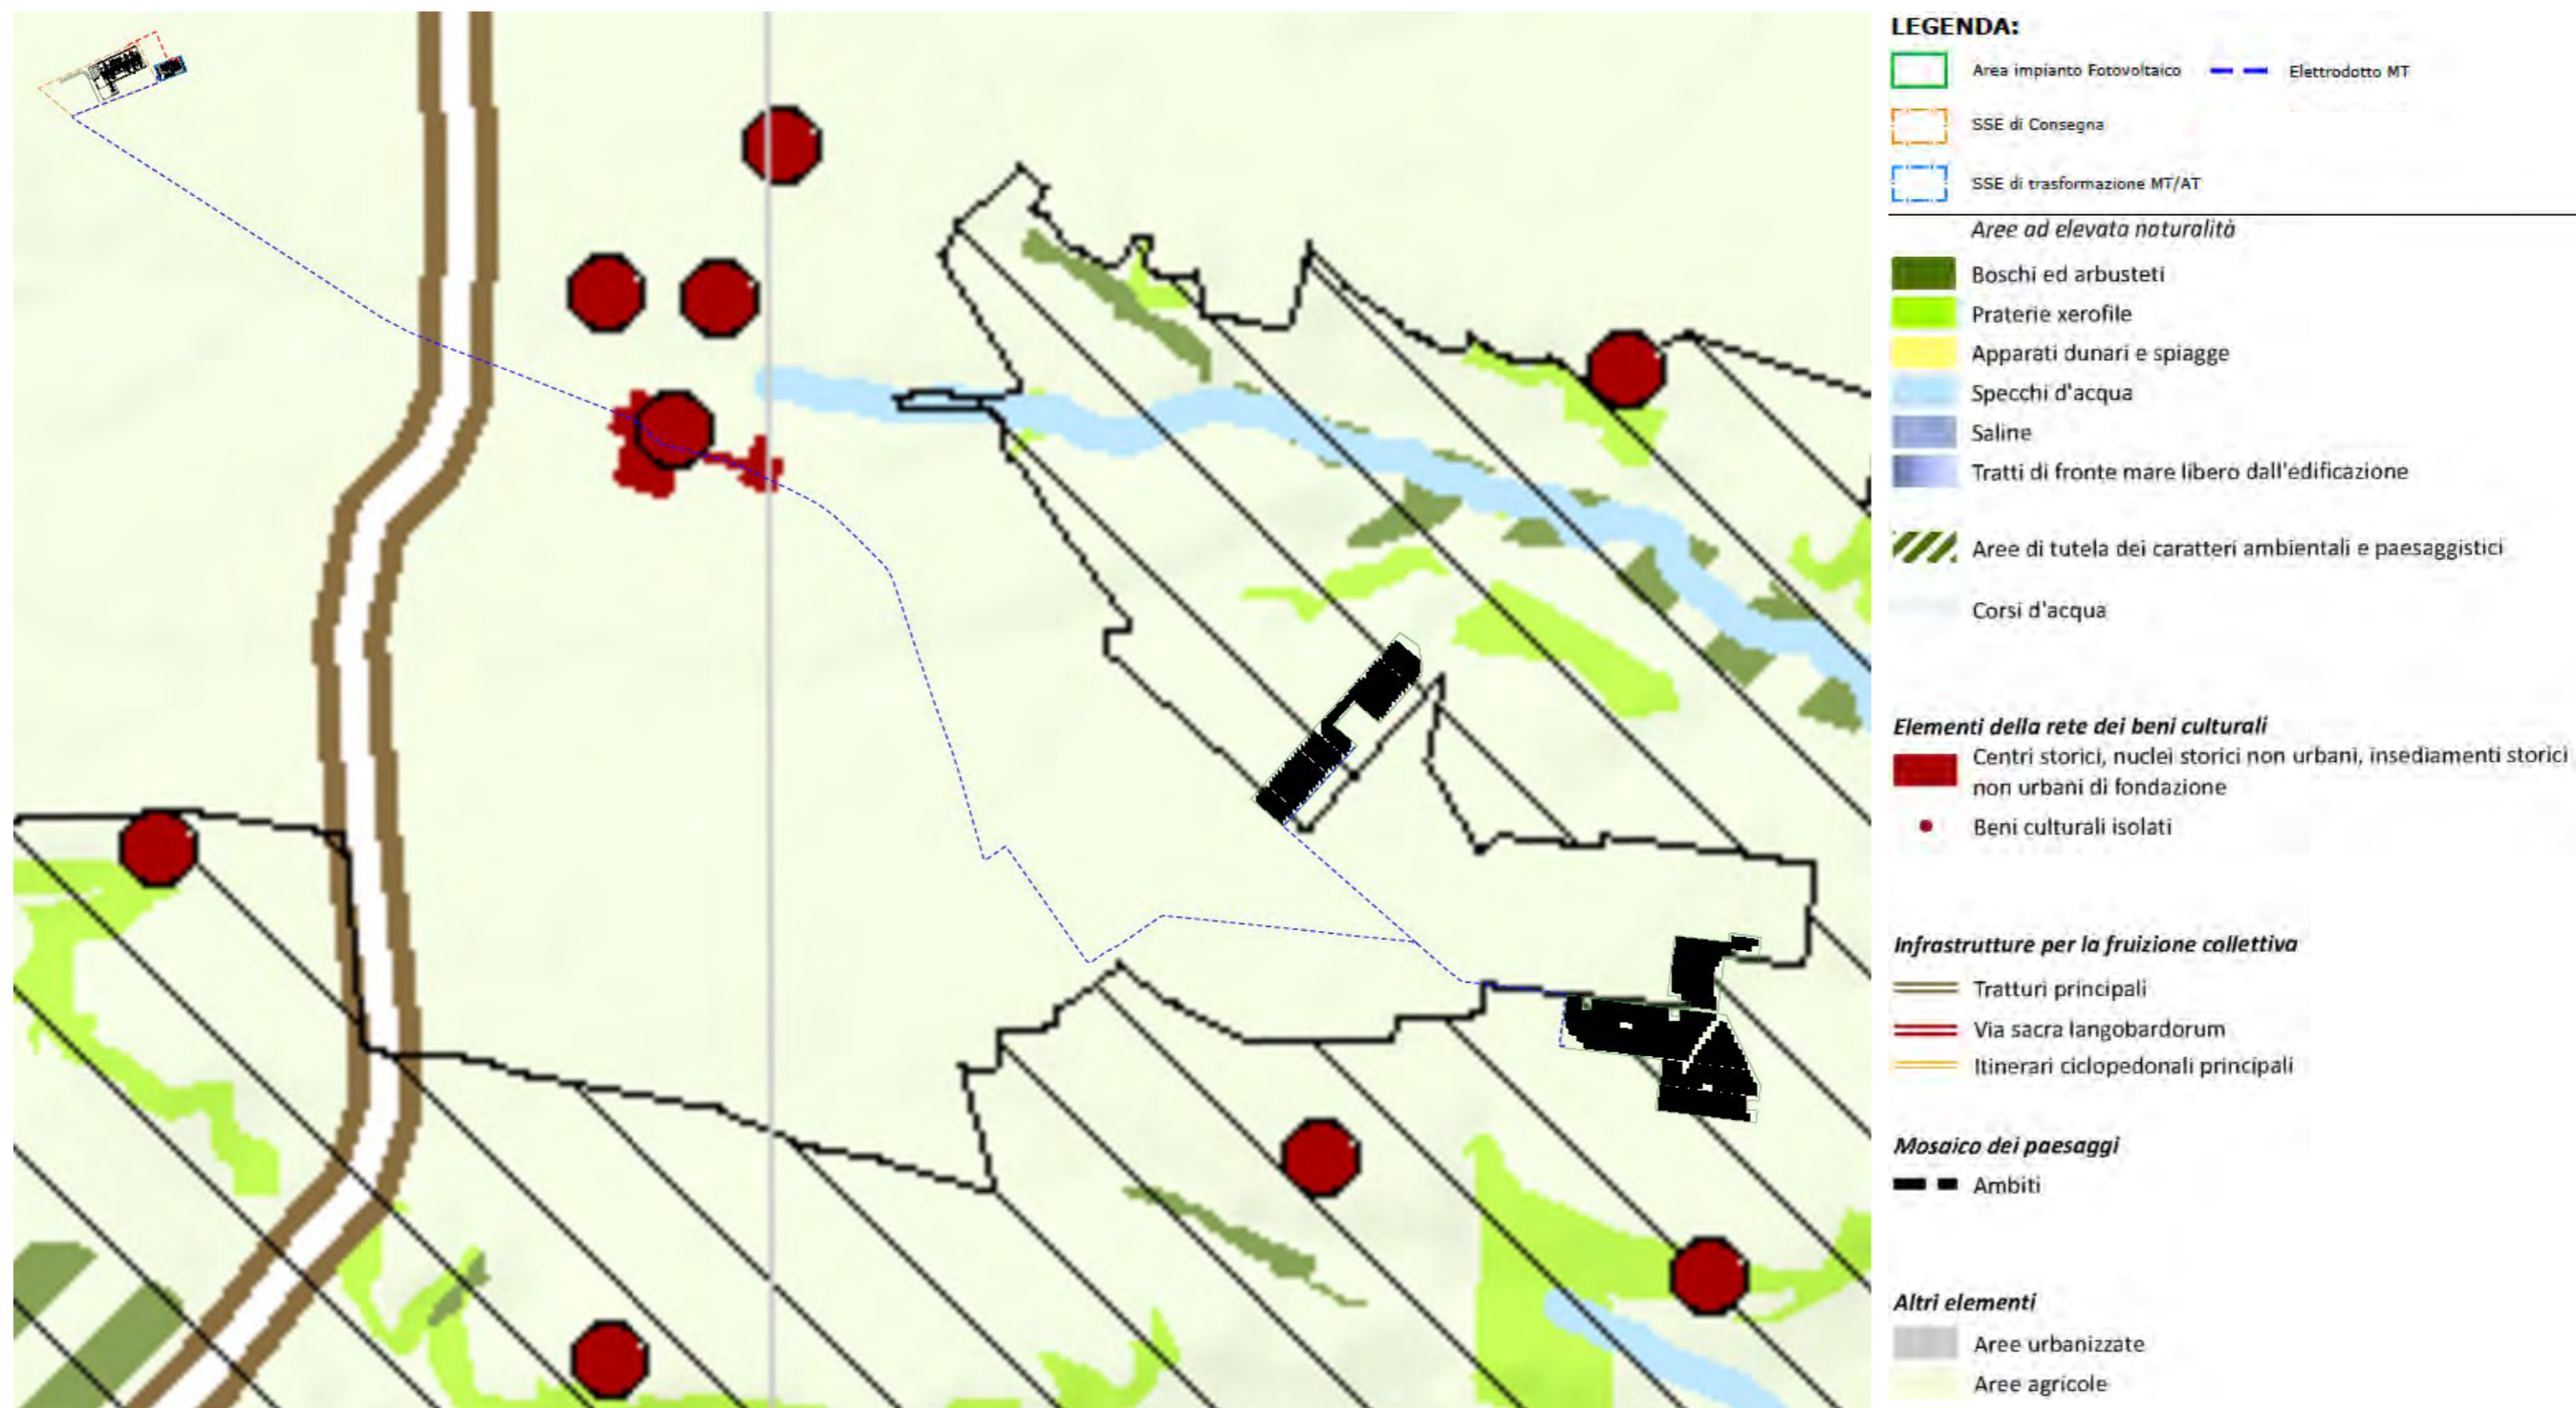 LEGENDA:
Area impianto Fotovoltaico
Elettrodotto MT
SSE di Consegna
SSE di trasformazione MT/AT
Aree ad elevata naturalità
Boschi ed arbusteti
Praterie xerofile
Apparati dunari e spiagge
Specchi d'acqua
Saline
Tratti di fronte mare libero dall'edificazione
Aree di tutela dei caratteri ambientali e paesaggistici
Corsi d'acqua
Elementi della rete dei beni culturali
Centri storici, nuclei storici non urbani, insediamenti storici
non urbani di fondazione
Beni culturali isolati
Infrastrutture per la fruizione collettiva
Tratturi principali
Via sacra langobardorum
Itinerari ciclopedonali principali
Mosaico dei paesaggi
Ambiti
Altri elementi
Aree urbanizzate
Aree agricole